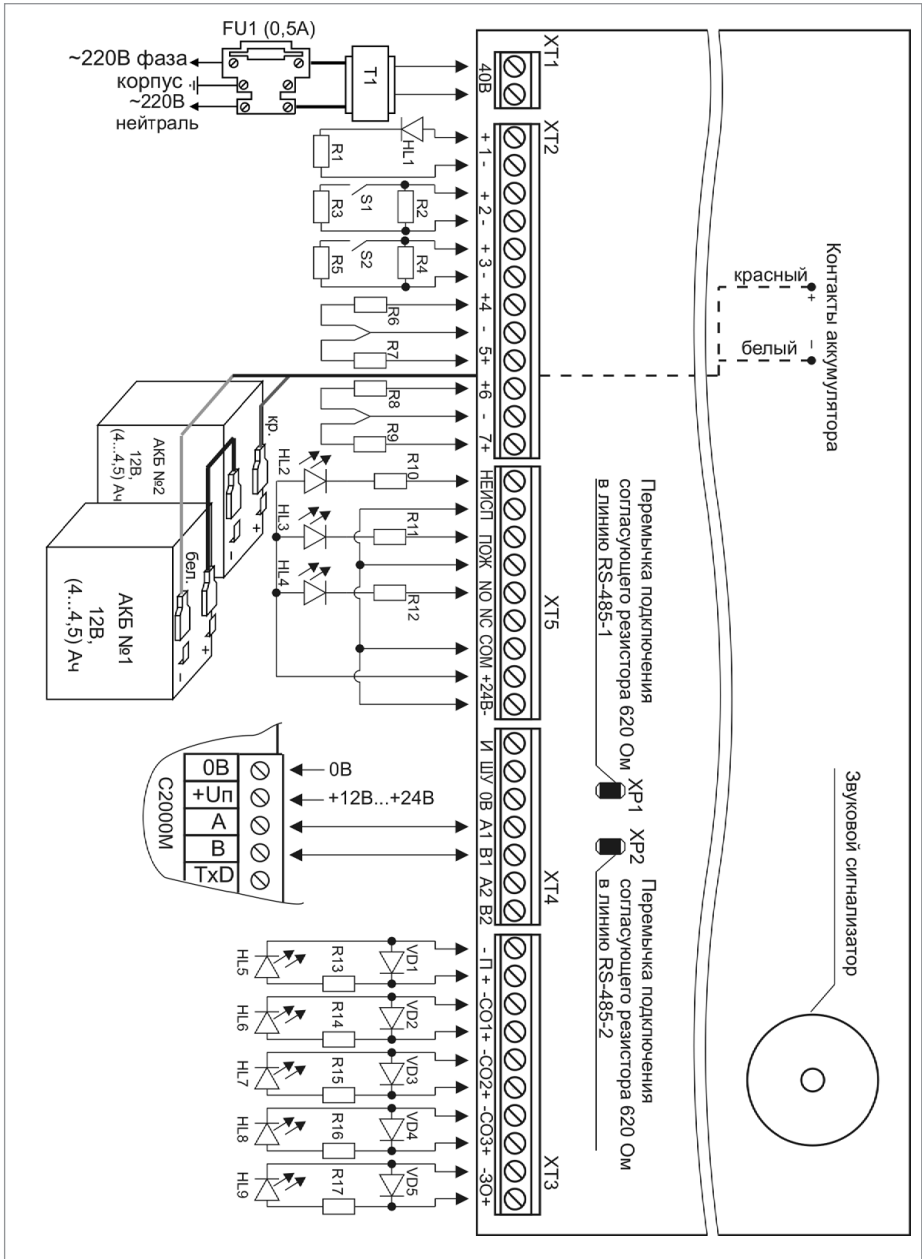 FU1 (0,5А)
~220В фаза
корпус
~220В
нейтраль
T1
XT1
40В
XT2
+ 1 -
+ 2 -
+ 3 -
+4 - 5+
+6 - 7+
HL1
R1
S1
R2
R3
S2
R4
R5
R6
R7
R8
R9
Контакты аккумулятора
красный
+
белый
–
кр.
АКБ №2
12В,
(4...4,5) Ач
+
–
бел.
АКБ №1
12В,
(4...4,5) Ач
+
–
HL2
HL3
HL4
R10
R11
R12
XT5
НЕИСП ПОЖ NO NC COM +24В-
Перемычка подключения
согласующего резистора 620 Ом
в линию RS-485-1
XP1
XP2
Перемычка подключения
согласующего резистора 620 Ом
в линию RS-485-2
Звуковой сигнализатор
С2000М
0В
+Uп
А
В
TxD
0В
+12В...+24В
XT4
И ШУ 0В А1 В1 А2 В2
XT3
- П +
-СО1+
-СО2+
-СО3+
-ЗО+
VD1
VD2
VD3
VD4
VD5
R13
R14
R15
R16
R17
HL5
HL6
HL7
HL8
HL9